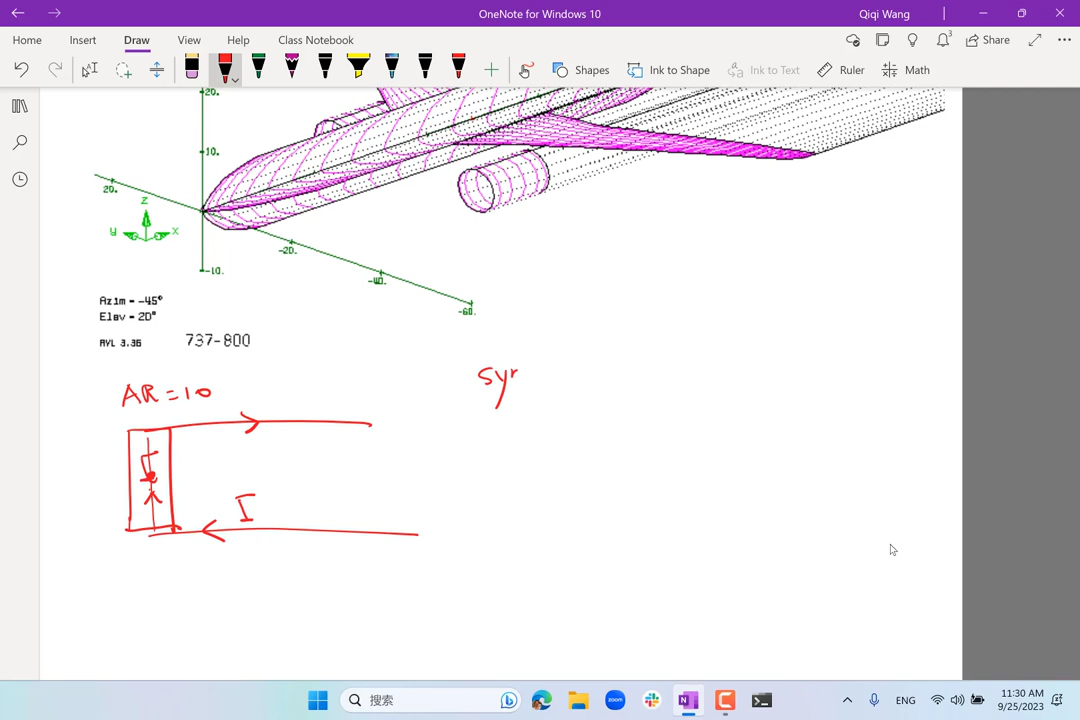 OneNote for Windows 10
Qiqi Wang
Home Insert Draw View Help Class Notebook
3
Share
Shapes
Ink to Shape
Ink to Text
Ruler
Math
20.
10.
20.
z
y x
-20.
-10.
-40.
-60.
Azim = -45°
Elev = 20°
AVL 3.36
737-800
AR = 10
Syr
Γ
I
搜索
ENG
11:30 AM
9/25/2023